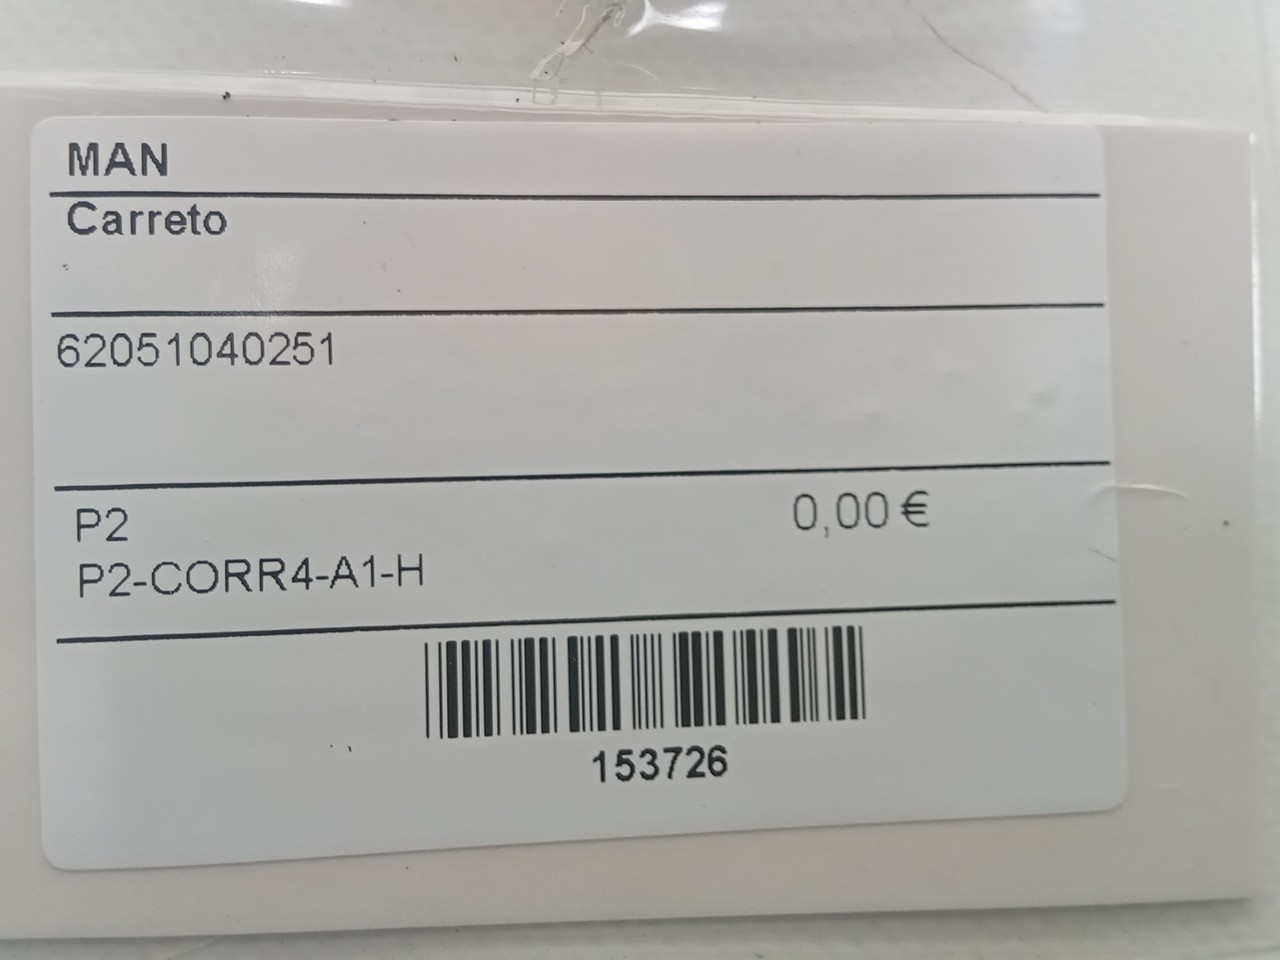 MAN
Carreto
62051040251
P2
0,00 €
P2-CORR4-A1-H
153726